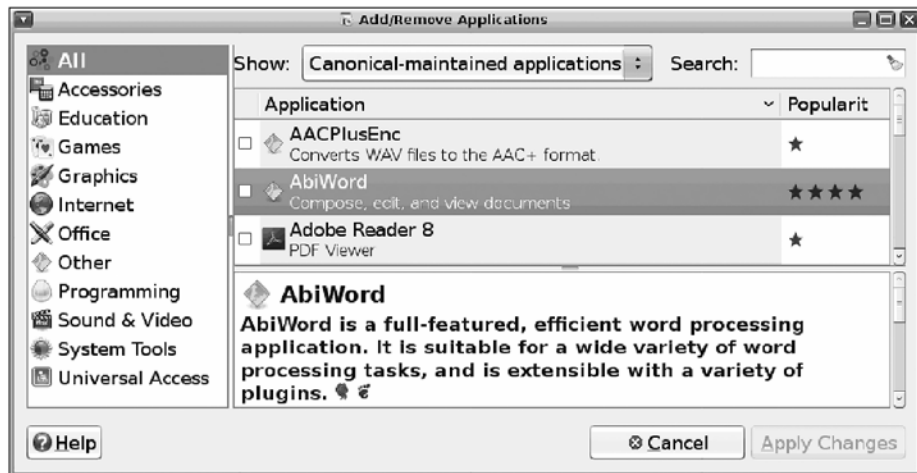 Add/Remove Applications
All
Accessories
Education
Games
Graphics
Internet
Office
Other
Programming
Sound & Video
System Tools
Universal Access
Show: Canonical-maintained applications Search:
Application Popularit
AACPlusEnc
Converts WAV files to the AAC+ format.
AbiWord
Compose, edit, and view documents
Adobe Reader 8
PDF Viewer
AbiWord
AbiWord is a full-featured, efficient word processing
application. It is suitable for a wide variety of word
processing tasks, and is extensible with a variety of
plugins.
Help Cancel Apply Changes